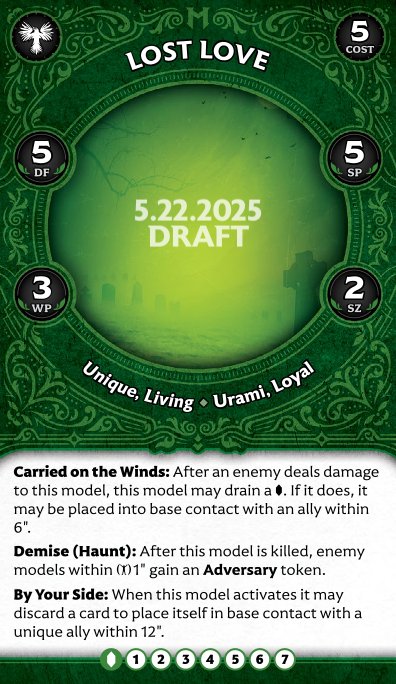 LOST LOVE
5
COST
5
DF
5
SP
5.22.2025
DRAFT
3
WP
2
SZ
Unique, Living ◆ Urami, Loyal
Carried on the Winds: After an enemy deals damage
to this model, this model may drain a ⬮. If it does, it
may be placed into base contact with an ally within
6".
Demise (Haunt): After this model is killed, enemy
models within 1" gain an Adversary token.
By Your Side: When this model activates it may
discard a card to place itself in base contact with a
unique ally within 12".
1 2 3 4 5 6 7